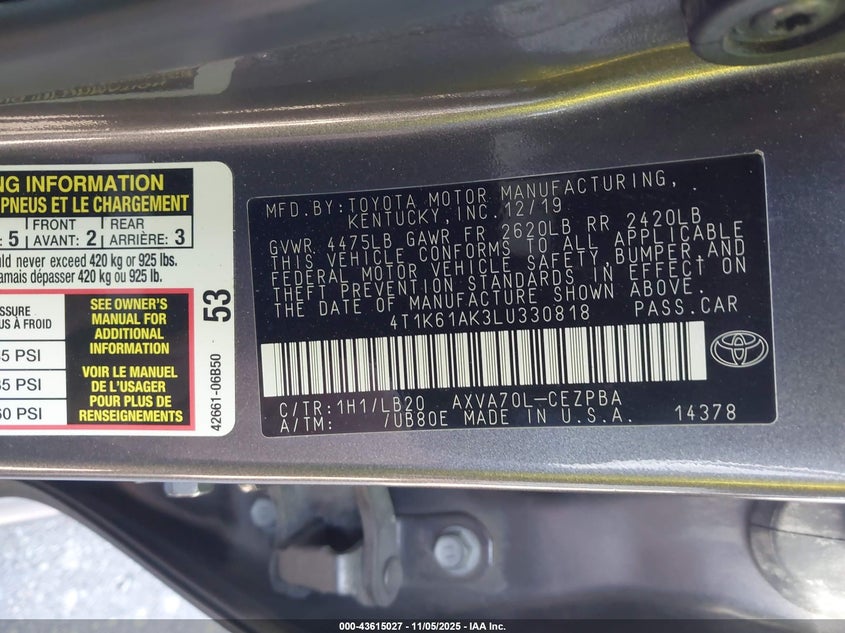 NG INFORMATION
PNEUS ET LE CHARGEMENT
5 FRONT AVANT: 2 REAR ARRIÈRE: 3
uld never exceed 420 kg or 925 lbs.
amais dépasser 420 kg ou 925 lb.
SSURE
S À FROID
5 PSI
35 PSI
60 PSI
SEE OWNER'S
MANUAL FOR
ADDITIONAL
INFORMATION
VOIR LE MANUEL
DE L'USAGER
POUR PLUS DE
RENSEIGNEMENTS
53
42661-06B50
MFD. BY: TOYOTA MOTOR MANUFACTURING,
KENTUCKY, INC. 12/19
GVWR 4475LB GAWR FR 2620LB RR 2420LB
THIS VEHICLE CONFORMS TO ALL APPLICABLE
FEDERAL MOTOR VEHICLE SAFETY, BUMPER, AND
THEFT PREVENTION STANDARDS IN EFFECT ON
THE DATE OF MANUFACTURE SHOWN ABOVE.
4T1K61AK3LU330818 PASS. CAR
C/TR: 1H1/LB20 AXVA70L-CEZPBA
A/TM: /UB80E MADE IN U.S.A. 14378
000-43615027 - 11/05/2025 - IAA Inc.